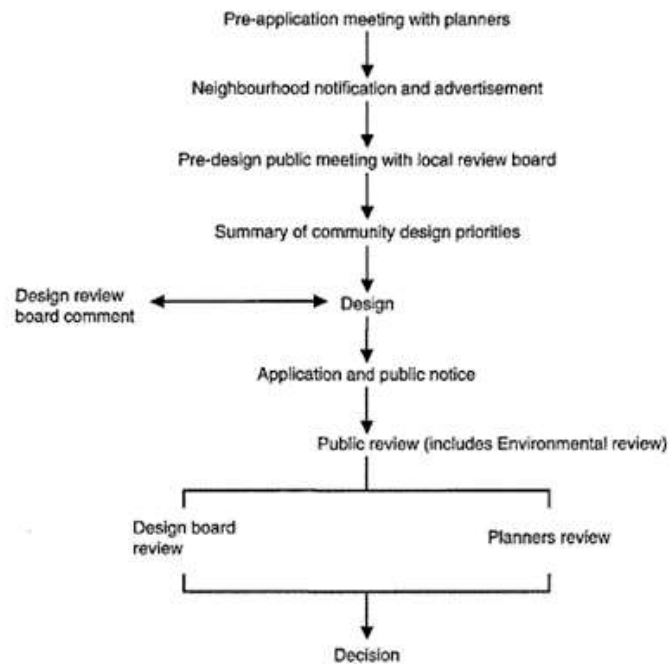 Pre-application meeting with planners
Neighbourhood notification and advertisement
Pre-design public meeting with local review board
Summary of community design priorities
Design review
board comment
Design
Application and public notice
Public review (includes Environmental review)
Design board
review
Planners review
Decision